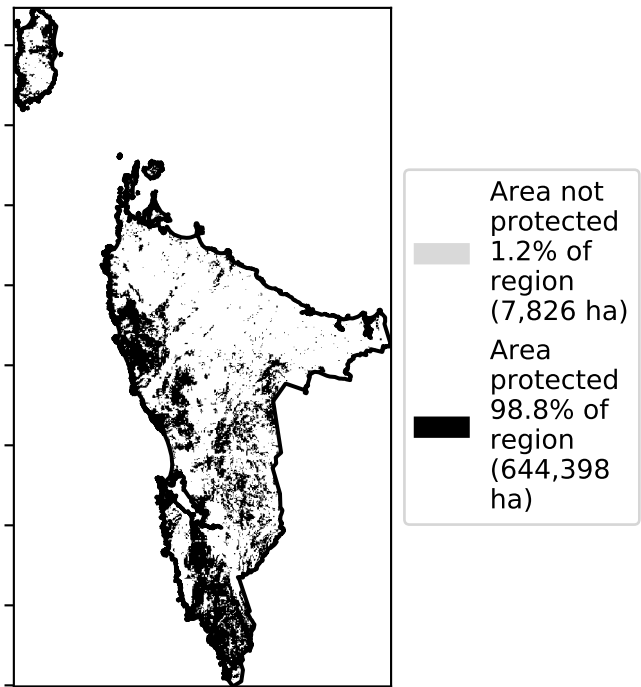 Area not
protected
1.2% of
region
(7,826 ha)
Area
protected
98.8% of
region
(644,398
ha)